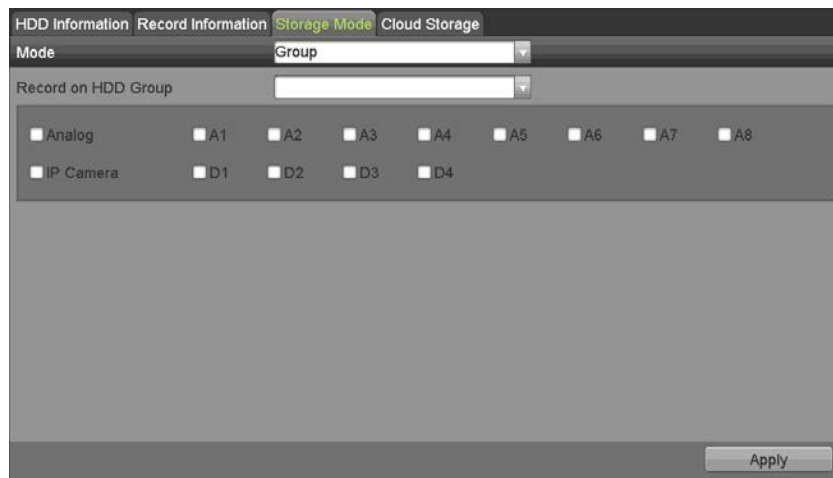 HDD Information Record Information Storage Mode Cloud Storage
Mode Group
Record on HDD Group
Analog A1 A2 A3 A4 A5 A6 A7 A8
IP Camera D1 D2 D3 D4
Apply